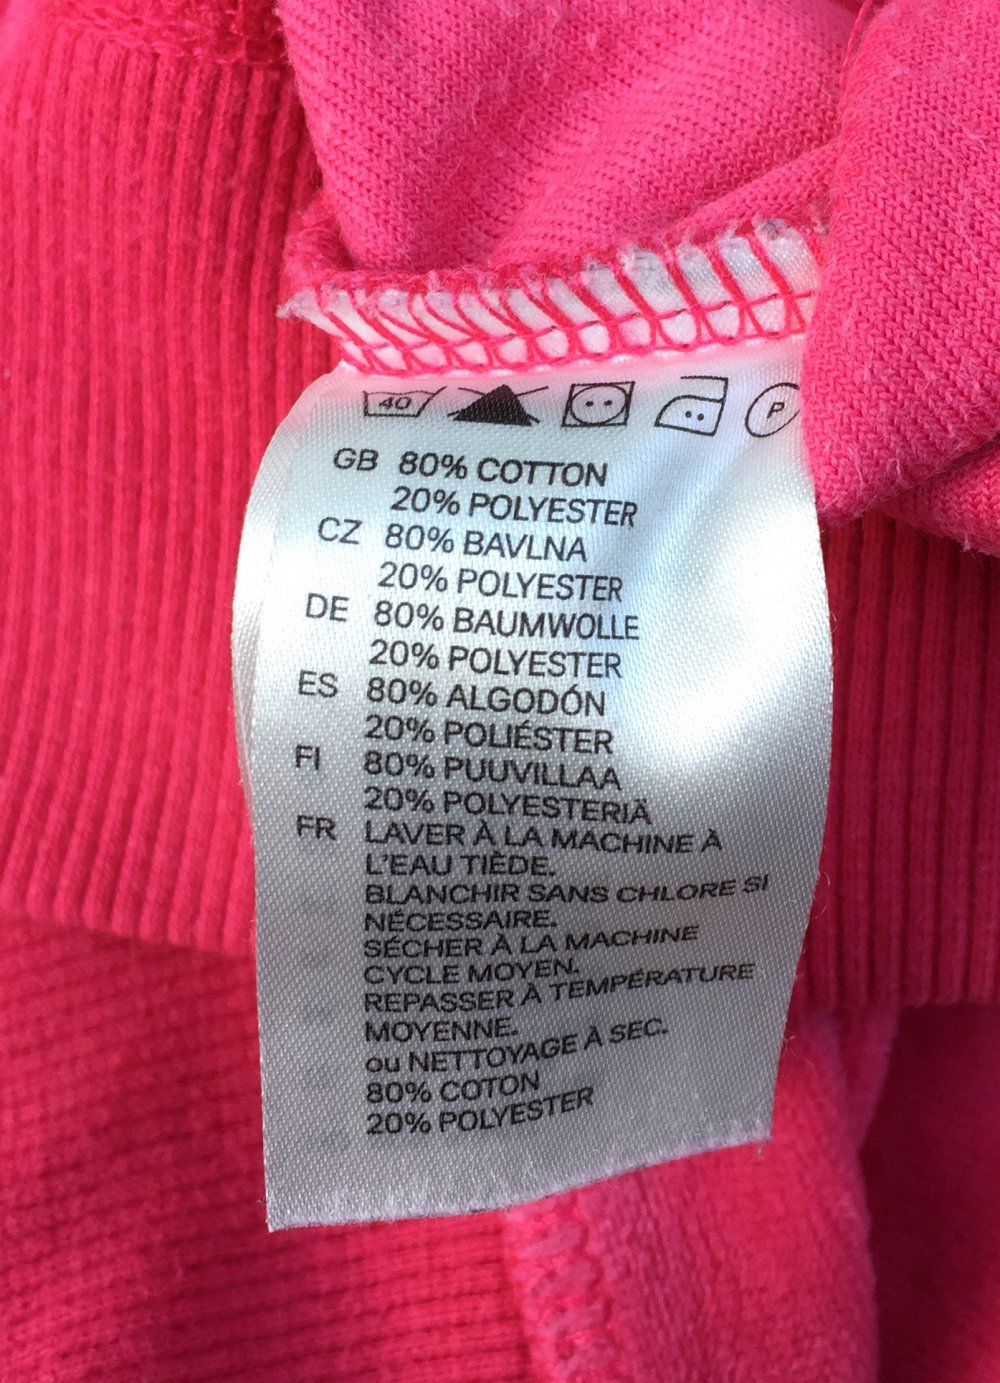 40
P
GB 80% COTTON
20% POLYESTER
CZ 80% BAVLNA
20% POLYESTER
DE 80% BAUMWOLLE
20% POLYESTER
ES 80% ALGODÓN
20% POLIÉSTER
FI 80% PUUVILLAA
20% POLYESTERIÄ
FR LAVER À LA MACHINE À
L'EAU TIÈDE.
BLANCHIR SANS CHLORE SI
NÉCESSAIRE.
SÉCHER À LA MACHINE
CYCLE MOYEN.
REPASSER À TEMPÉRATURE
MOYENNE.
ou NETTOYAGE À SEC.
80% COTON
20% POLYESTER